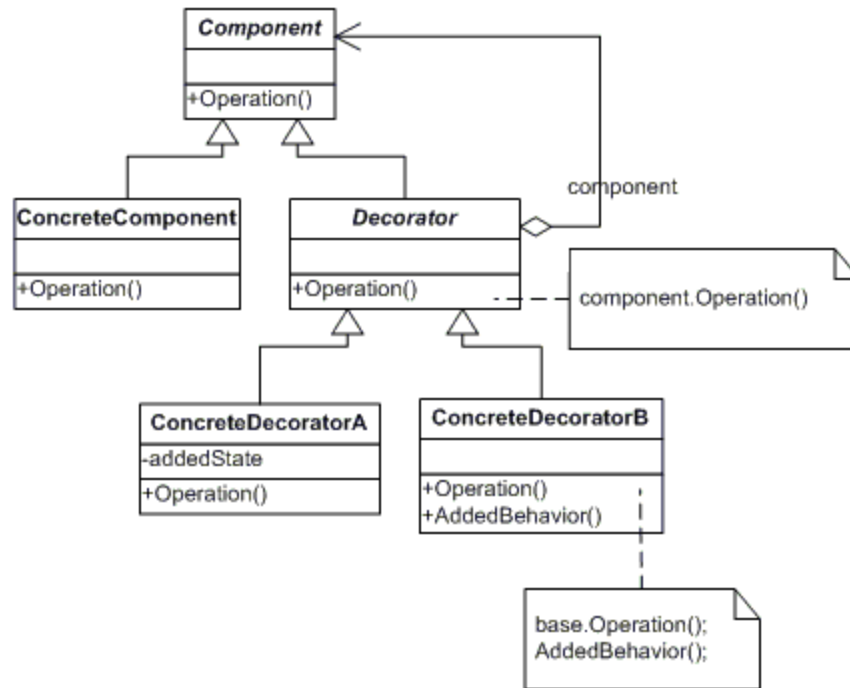 Component
+Operation()
component
ConcreteComponent
+Operation()
Decorator
+Operation()
component.Operation()
ConcreteDecoratorA
-addedState
+Operation()
ConcreteDecoratorB
+Operation()
+AddedBehavior()
base.Operation();
AddedBehavior();